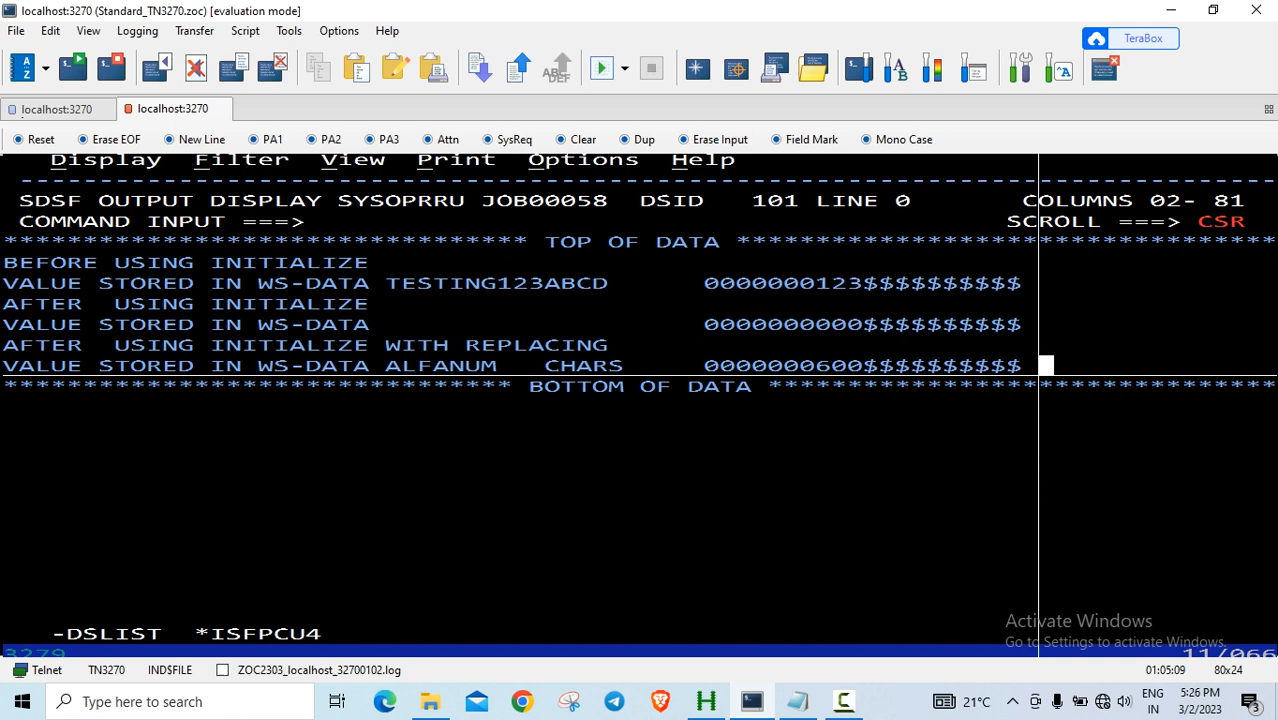 localhost:3270 (Standard_TN3270.zoc) [evaluation mode]
File Edit View Logging Transfer Script Tools Options Help
TeraBox
localhost:3270 localhost:3270
Reset Erase EOF New Line PA1 PA2 PA3 Attn SysReq Clear Dup Erase Input Field Mark Mono Case
Display Filter View Print Options Help
--------------------------------------------------------------------------------
SDSF OUTPUT DISPLAY SYSOPRRU JOB00058 DSID 101 LINE 0 COLUMNS 02- 81
COMMAND INPUT ===> SCROLL ===> CSR
********************************* TOP OF DATA **********************************
BEFORE USING INITIALIZE
VALUE STORED IN WS-DATA TESTING123ABCD 0000000123$$$$$$$$$$
AFTER USING INITIALIZE
VALUE STORED IN WS-DATA 0000000000$$$$$$$$$$
AFTER USING INITIALIZE WITH REPLACING
VALUE STORED IN WS-DATA ALFANUM CHARS 0000000600$$$$$$$$$$
******************************** BOTTOM OF DATA ********************************
-DSLIST *ISFPCU4
Activate Windows
Go to Settings to activate Windows.
3279 11/066
Telnet TN3270 IND$FILE ZOC2303_localhost_32700102.log 01:05:09 80x24
Type here to search 21°C ENG IN 5:26 PM 3/2/2023 3